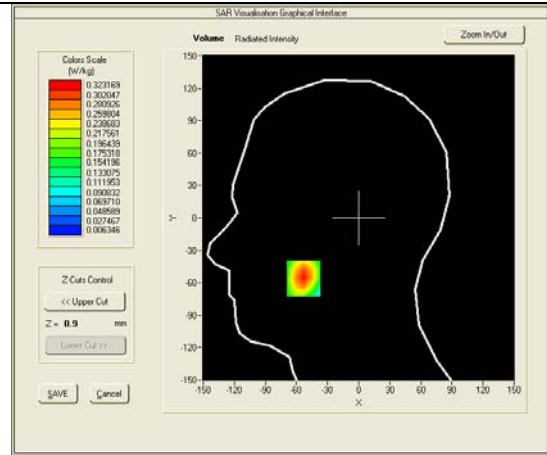 SAR Visualisation Graphical Interface
Volume Radiated Intensity
Zoom In/Out
Colors Scale
(W/kg)
0.323169
0.302047
0.280926
0.259804
0.238683
0.217561
0.196439
0.175318
0.154196
0.133075
0.111953
0.090832
0.069710
0.048589
0.027467
0.006346
Z Cuts Control
<< Upper Cut
Z = 0.9 mm
Lower Cut >>
SAVE Cancel
150
120
90
60
30
0
-30
-60
-90
-120
-150
Y
-150 -120 -90 -60 -30 0 30 60 90 120 150
X